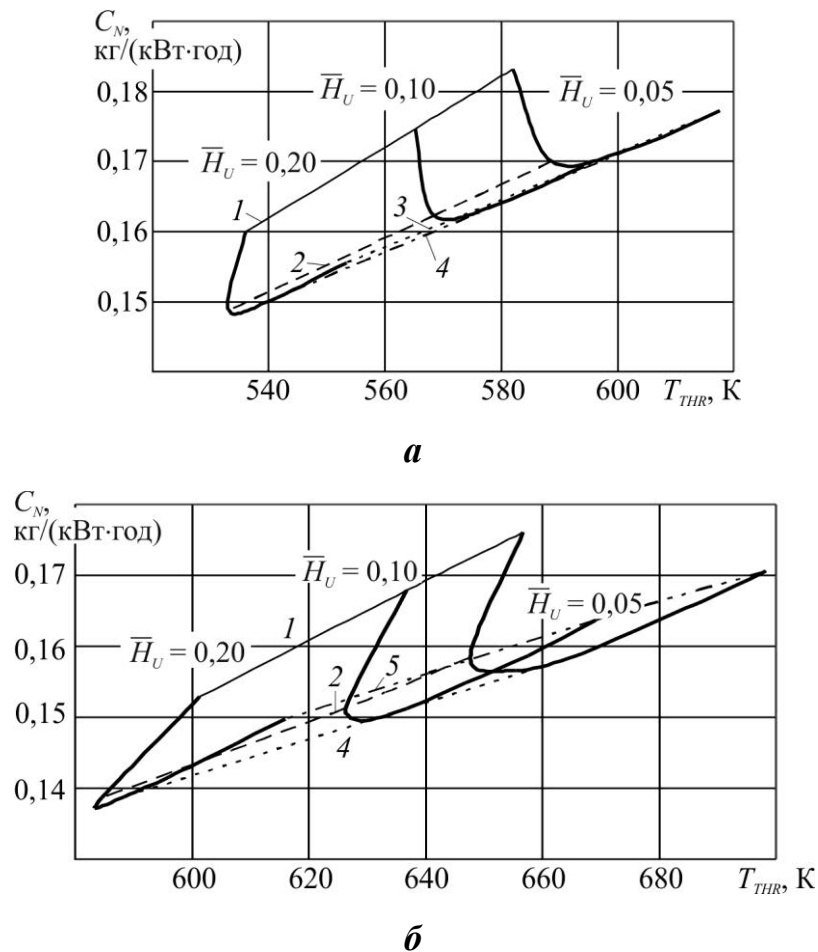 C_N,
кг/(кВт·год)
0,18
H̅_U = 0,10
H̅_U = 0,05
0,17
H̅_U = 0,20
1
3
0,16
2
4
0,15
540 560 580 600 T_THR, К
а
C_N,
кг/(кВт·год)
0,17
H̅_U = 0,10
H̅_U = 0,05
1
0,16
H̅_U = 0,20
2 5
0,15
4
0,14
600 620 640 660 680 T_THR, К
б